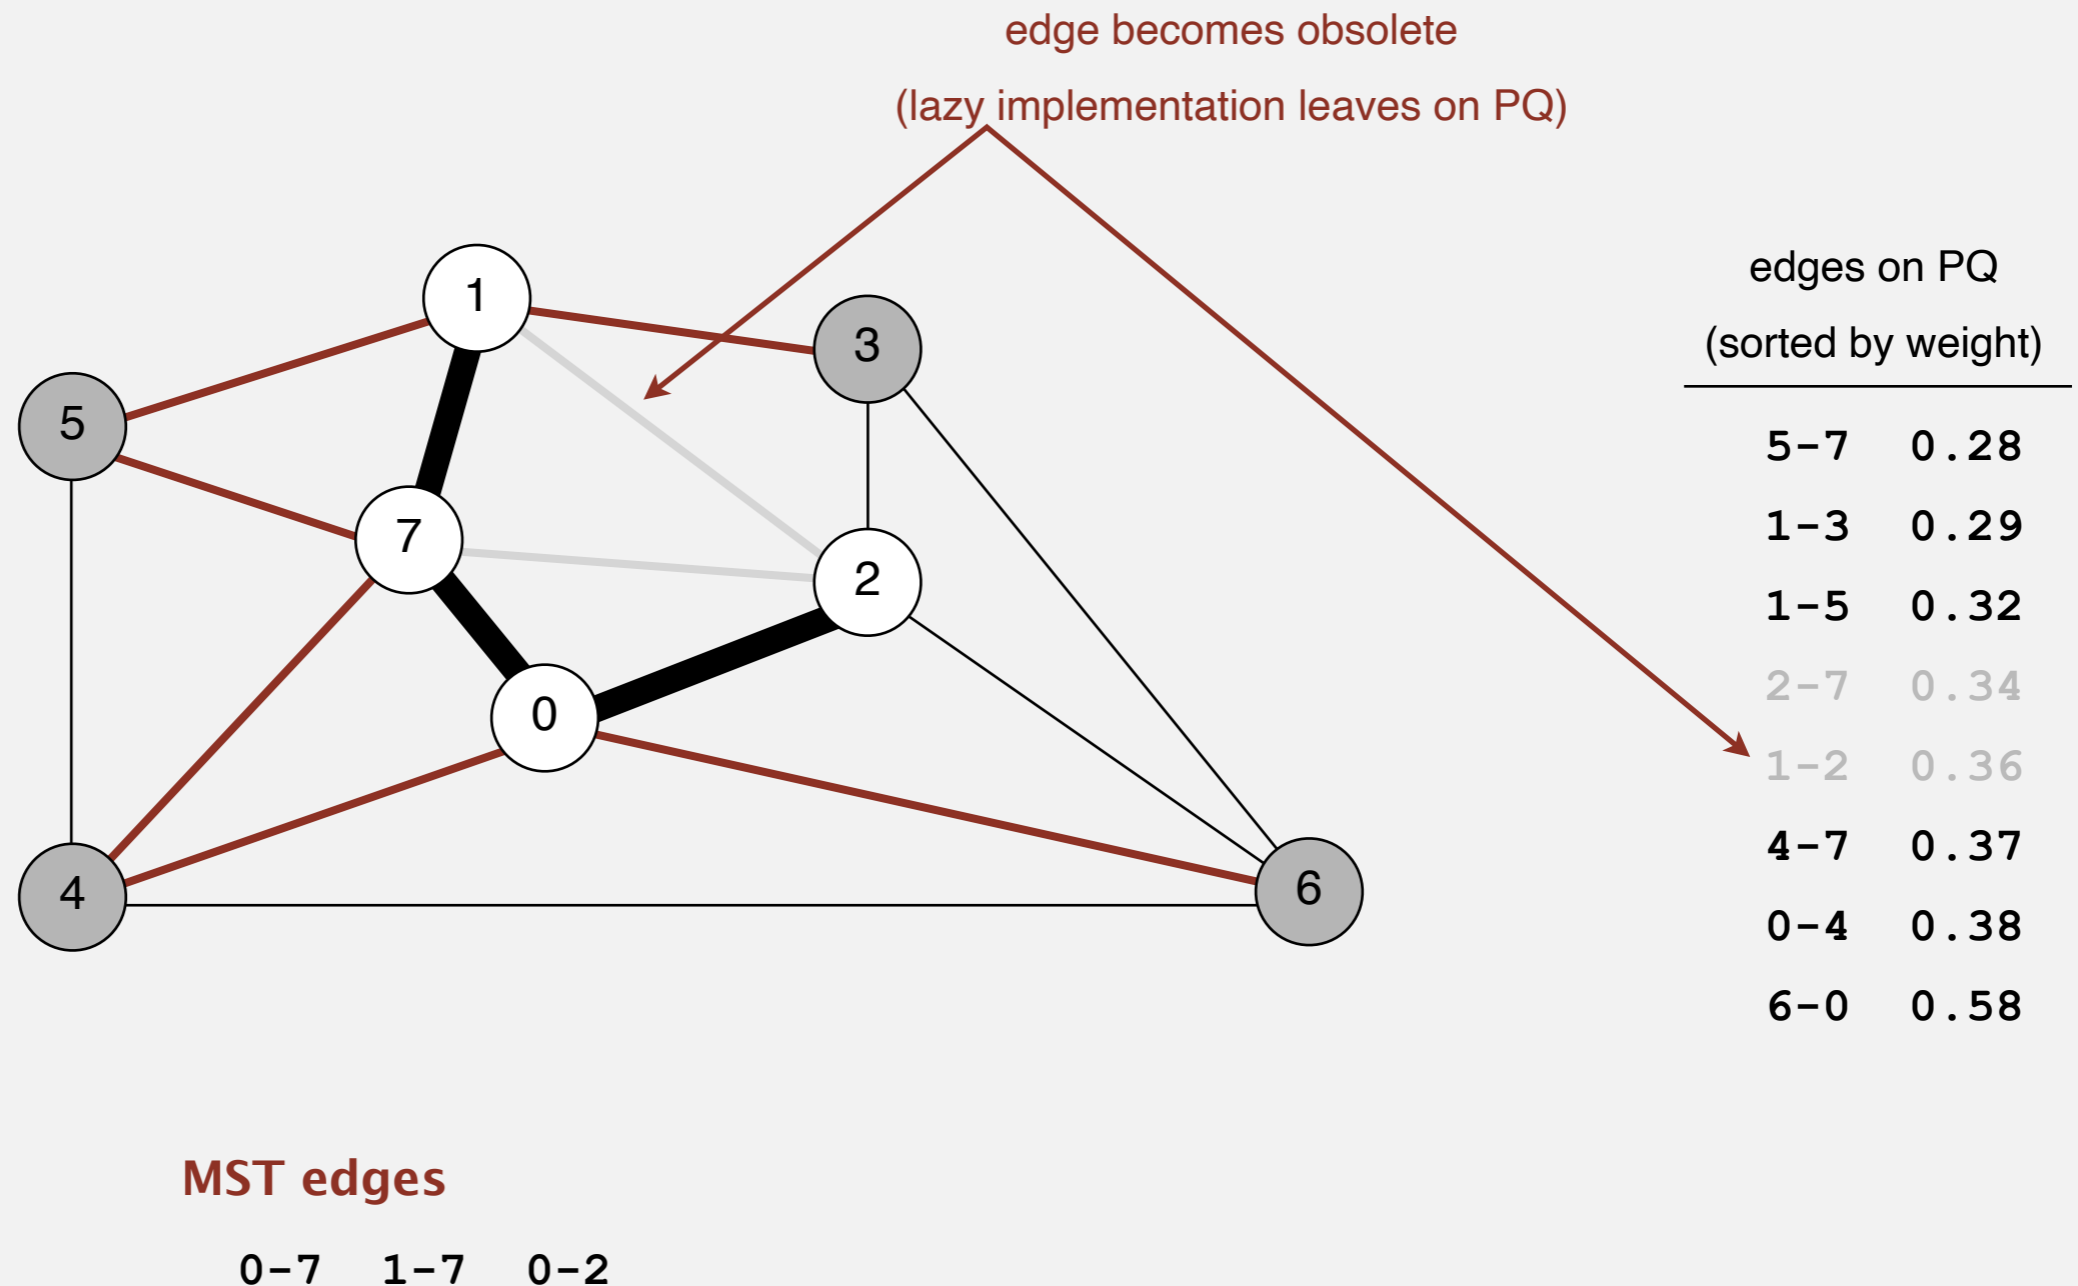 edge becomes obsolete
(lazy implementation leaves on PQ)
1
3
5
7
2
0
4
6
edges on PQ
(sorted by weight)
5-7 0.28
1-3 0.29
1-5 0.32
2-7 0.34
1-2 0.36
4-7 0.37
0-4 0.38
6-0 0.58
MST edges
0-7 1-7 0-2